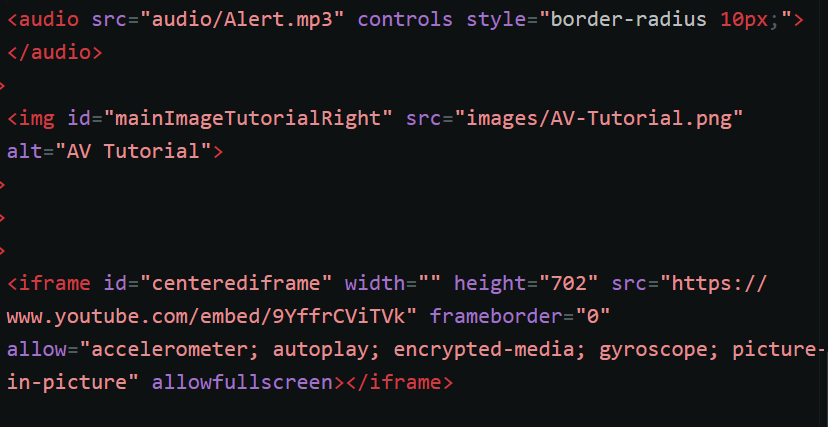 <audio src="audio/Alert.mp3" controls style="border-radius 10px;">
</audio>
>
<img id="mainImageTutorialRight" src="images/AV-Tutorial.png"
alt="AV Tutorial">
>
>
>
<iframe id="centerediframe" width="" height="702" src="https://
www.youtube.com/embed/9YffrCViTVk" frameborder="0"
allow="accelerometer; autoplay; encrypted-media; gyroscope; picture-
in-picture" allowfullscreen></iframe>